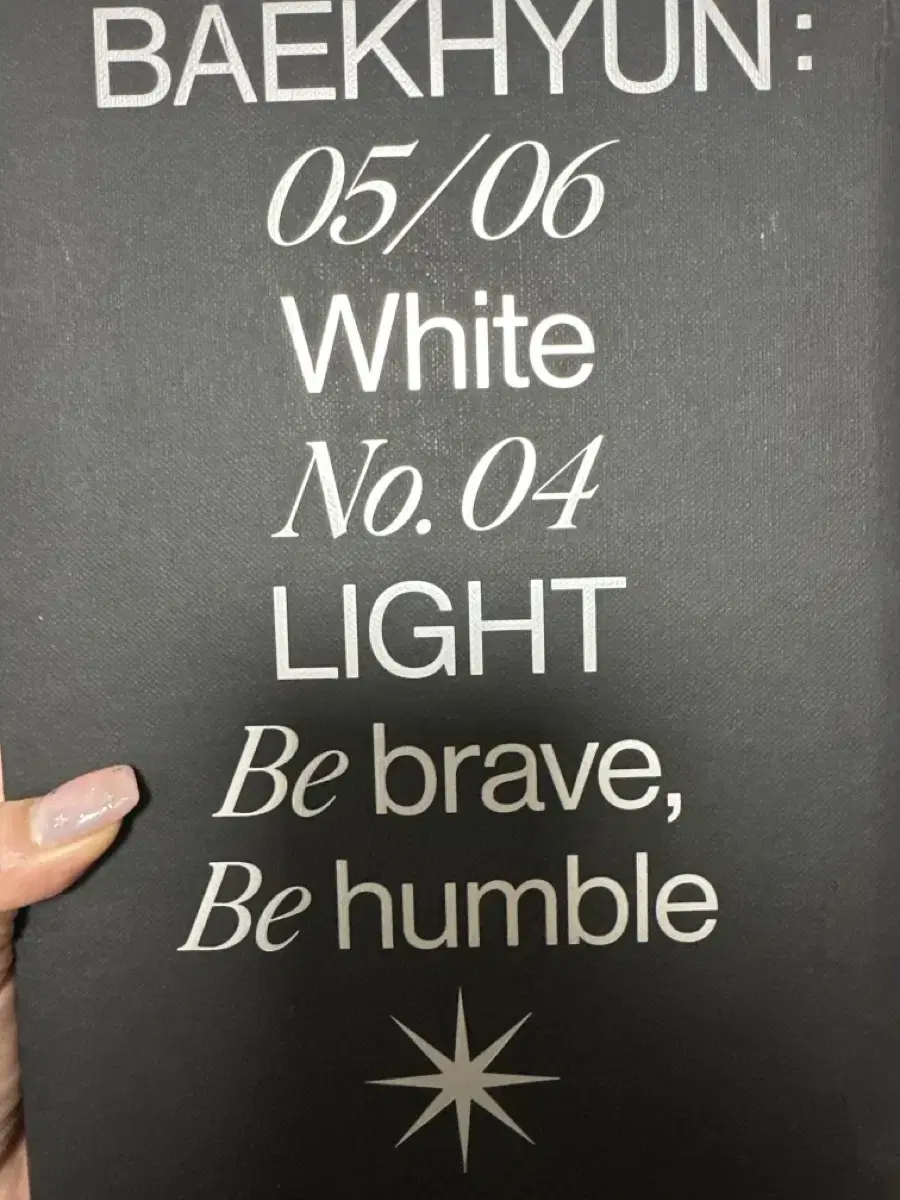 BAEKHYUN:
05/06
White
No. 04
LIGHT
Be brave,
Be humble